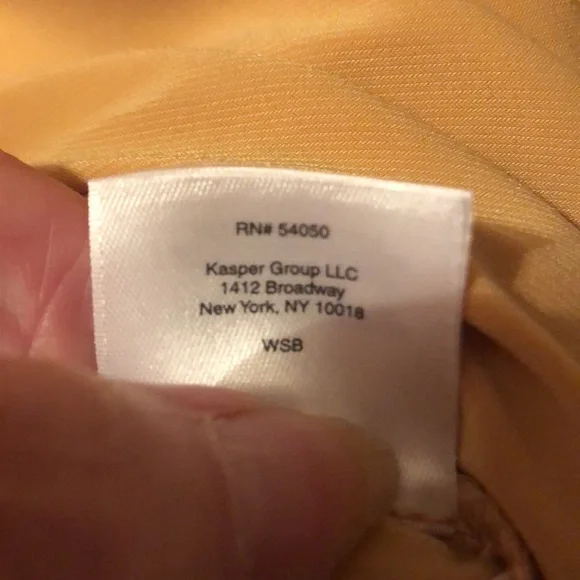 RN# 54050
Kasper Group LLC
1412 Broadway
New York, NY 10018
WSB